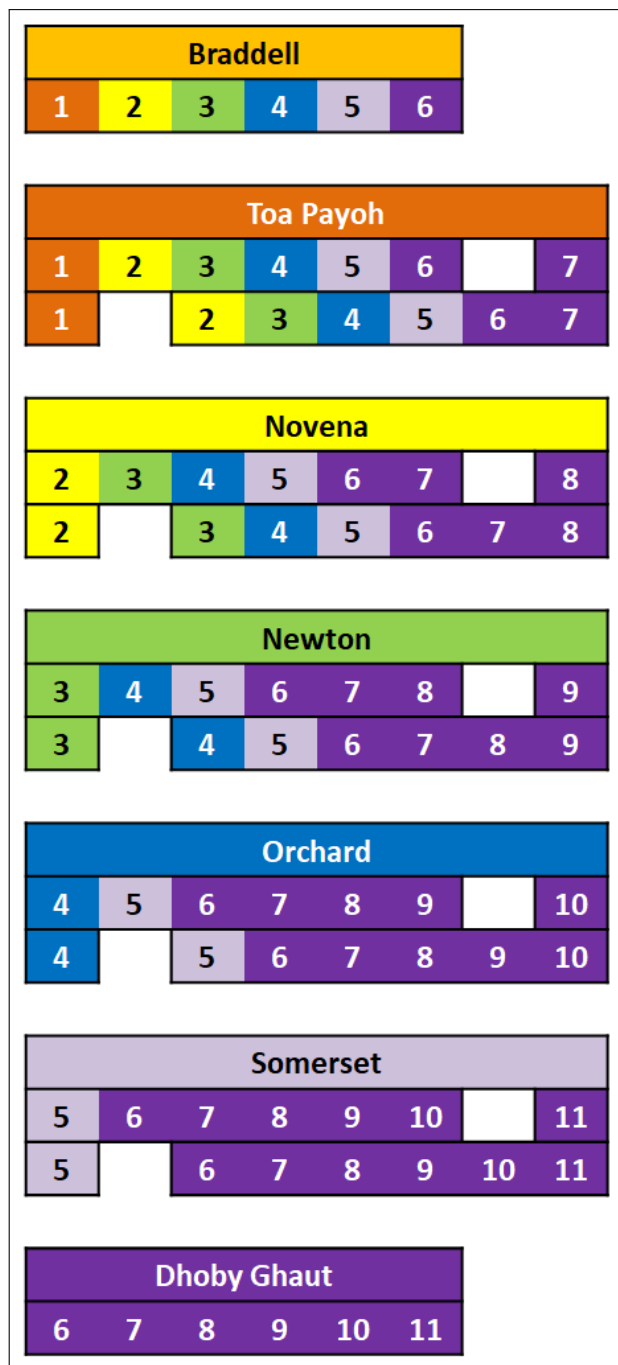 Braddell
1 2 3 4 5 6
Toa Payoh
1 2 3 4 5 6 7
1 2 3 4 5 6 7
Novena
2 3 4 5 6 7 8
2 3 4 5 6 7 8
Newton
3 4 5 6 7 8 9
3 4 5 6 7 8 9
Orchard
4 5 6 7 8 9 10
4 5 6 7 8 9 10
Somerset
5 6 7 8 9 10 11
5 6 7 8 9 10 11
Dhoby Ghaut
6 7 8 9 10 11